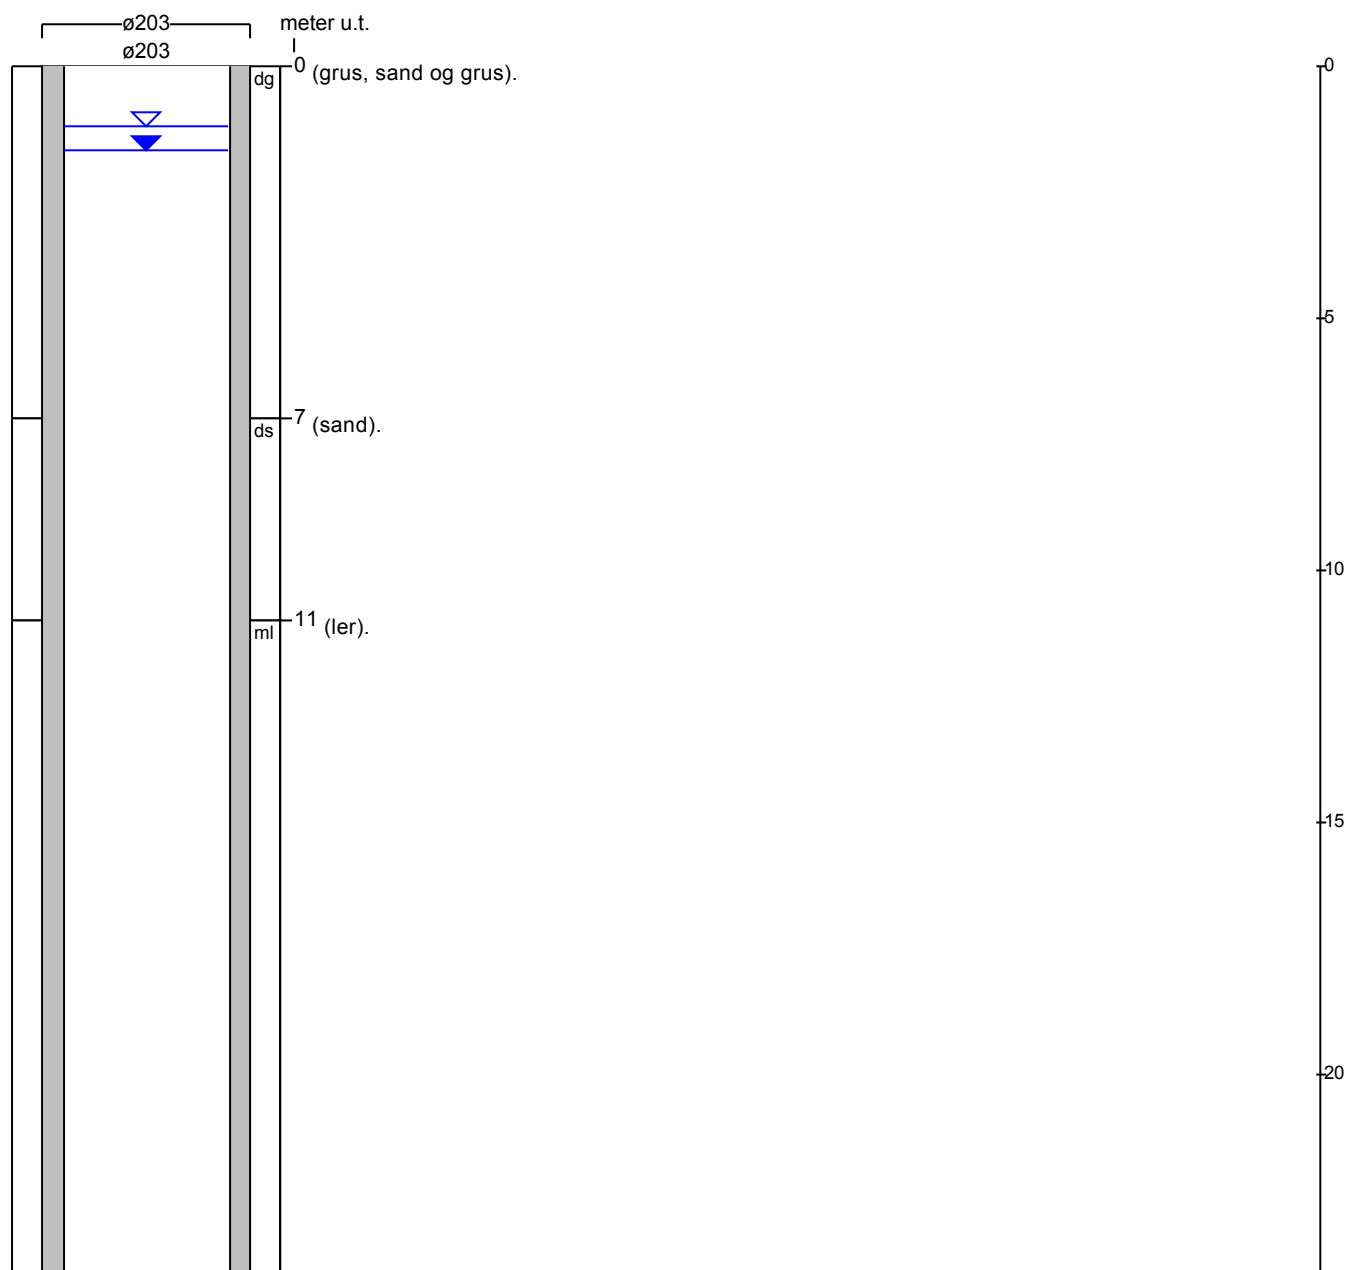 ø203 meter u.t.
ø203
0 (grus, sand og grus).
dg
7 (sand).
ds
11 (ler).
ml
0
5
10
15
20